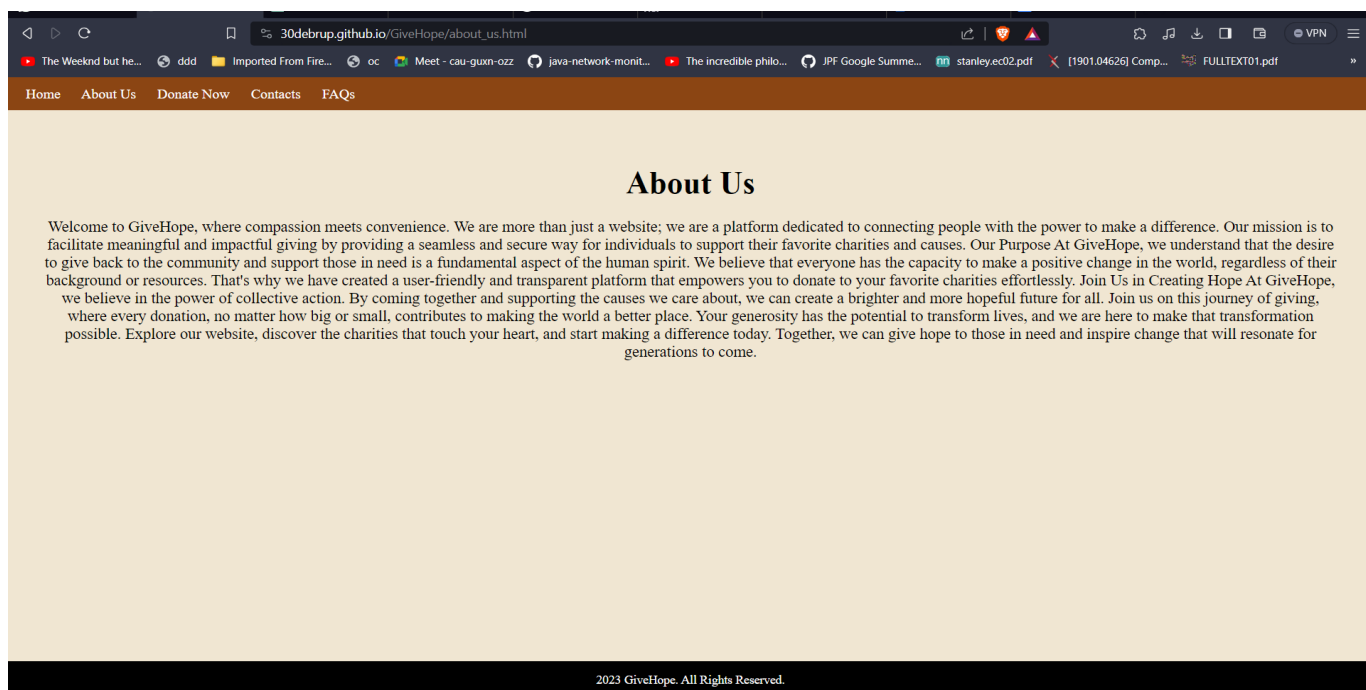 30debrup.github.io/GiveHope/about_us.html
VPN
The Weeknd but he... ddd Imported From Fire... oc Meet - cau-guxn-ozz java-network-monit... The incredible philo... JPF Google Summe... nn stanley.ec02.pdf [1901.04626] Comp... FULLTEXT01.pdf »
Home About Us Donate Now Contacts FAQs
About Us
Welcome to GiveHope, where compassion meets convenience. We are more than just a website; we are a platform dedicated to connecting people with the power to make a difference. Our mission is to
facilitate meaningful and impactful giving by providing a seamless and secure way for individuals to support their favorite charities and causes. Our Purpose At GiveHope, we understand that the desire
to give back to the community and support those in need is a fundamental aspect of the human spirit. We believe that everyone has the capacity to make a positive change in the world, regardless of their
background or resources. That's why we have created a user-friendly and transparent platform that empowers you to donate to your favorite charities effortlessly. Join Us in Creating Hope At GiveHope,
we believe in the power of collective action. By coming together and supporting the causes we care about, we can create a brighter and more hopeful future for all. Join us on this journey of giving,
where every donation, no matter how big or small, contributes to making the world a better place. Your generosity has the potential to transform lives, and we are here to make that transformation
possible. Explore our website, discover the charities that touch your heart, and start making a difference today. Together, we can give hope to those in need and inspire change that will resonate for
generations to come.
2023 GiveHope. All Rights Reserved.